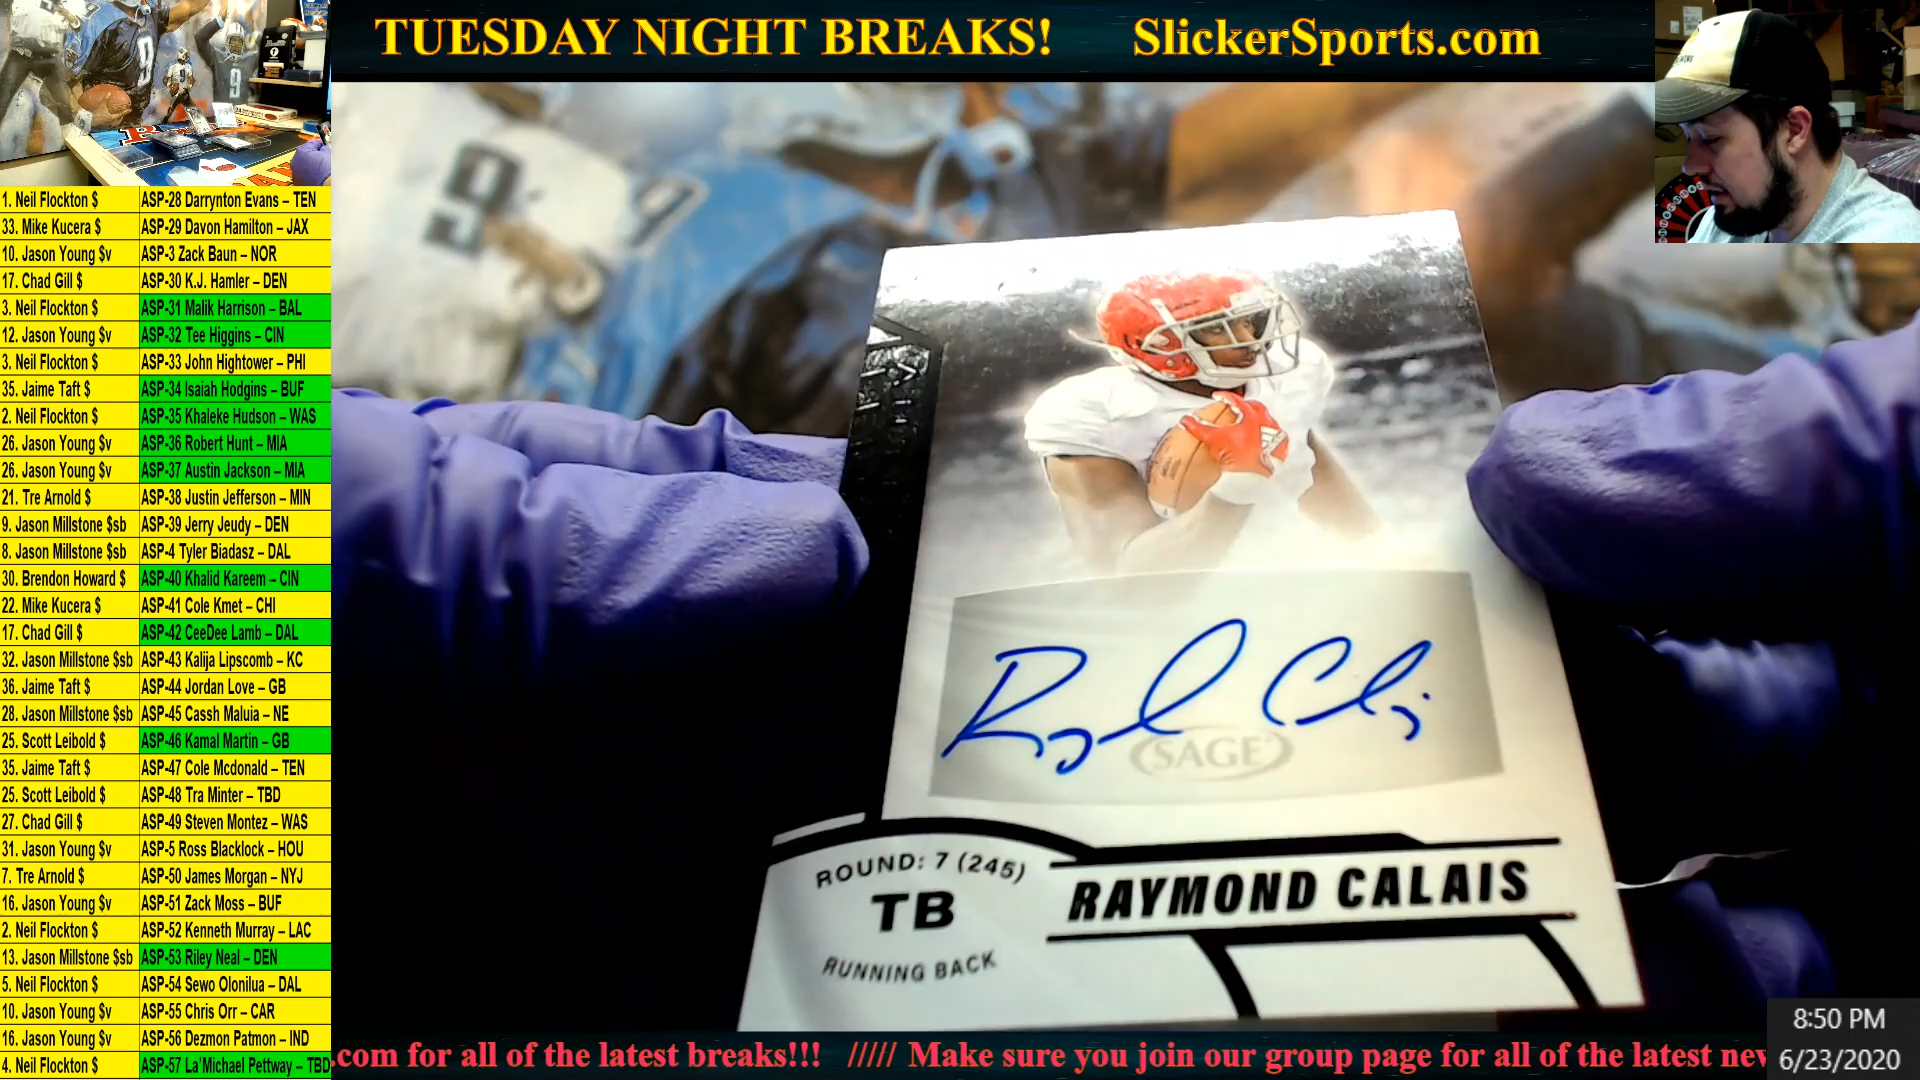 TUESDAY NIGHT BREAKS! SlickerSports.com
1. Neil Flockton $ ASP-28 Darrynton Evans – TEN
33. Mike Kucera $ ASP-29 Davon Hamilton – JAX
10. Jason Young $v ASP-3 Zack Baun – NOR
17. Chad Gill $ ASP-30 K.J. Hamler – DEN
3. Neil Flockton $ ASP-31 Malik Harrison – BAL
12. Jason Young $v ASP-32 Tee Higgins – CIN
3. Neil Flockton $ ASP-33 John Hightower – PHI
35. Jaime Taft $ ASP-34 Isaiah Hodgins – BUF
2. Neil Flockton $ ASP-35 Khaleke Hudson – WAS
26. Jason Young $v ASP-36 Robert Hunt – MIA
26. Jason Young $v ASP-37 Austin Jackson – MIA
21. Tre Arnold $ ASP-38 Justin Jefferson – MIN
9. Jason Millstone $sb ASP-39 Jerry Jeudy – DEN
8. Jason Millstone $sb ASP-4 Tyler Biadasz – DAL
30. Brendon Howard $ ASP-40 Khalid Kareem – CIN
22. Mike Kucera $ ASP-41 Cole Kmet – CHI
17. Chad Gill $ ASP-42 CeeDee Lamb – DAL
32. Jason Millstone $sb ASP-43 Kalija Lipscomb – KC
36. Jaime Taft $ ASP-44 Jordan Love – GB
28. Jason Millstone $sb ASP-45 Cassh Maluia – NE
25. Scott Leibold $ ASP-46 Kamal Martin – GB
35. Jaime Taft $ ASP-47 Cole Mcdonald – TEN
25. Scott Leibold $ ASP-48 Tra Minter – TBD
27. Chad Gill $ ASP-49 Steven Montez – WAS
31. Jason Young $v ASP-5 Ross Blacklock – HOU
7. Tre Arnold $ ASP-50 James Morgan – NYJ
16. Jason Young $v ASP-51 Zack Moss – BUF
2. Neil Flockton $ ASP-52 Kenneth Murray – LAC
13. Jason Millstone $sb ASP-53 Riley Neal – DEN
5. Neil Flockton $ ASP-54 Sewo Olonilua – DAL
10. Jason Young $v ASP-55 Chris Orr – CAR
16. Jason Young $v ASP-56 Dezmon Patmon – IND
4. Neil Flockton $ ASP-57 La'Michael Pettway – TBD
9
9
SAGE
ROUND: 7 (245)
TB
RUNNING BACK
RAYMOND CALAIS
.com for all of the latest breaks!!! ///// Make sure you join our group page for all of the latest nev
8:50 PM
6/23/2020